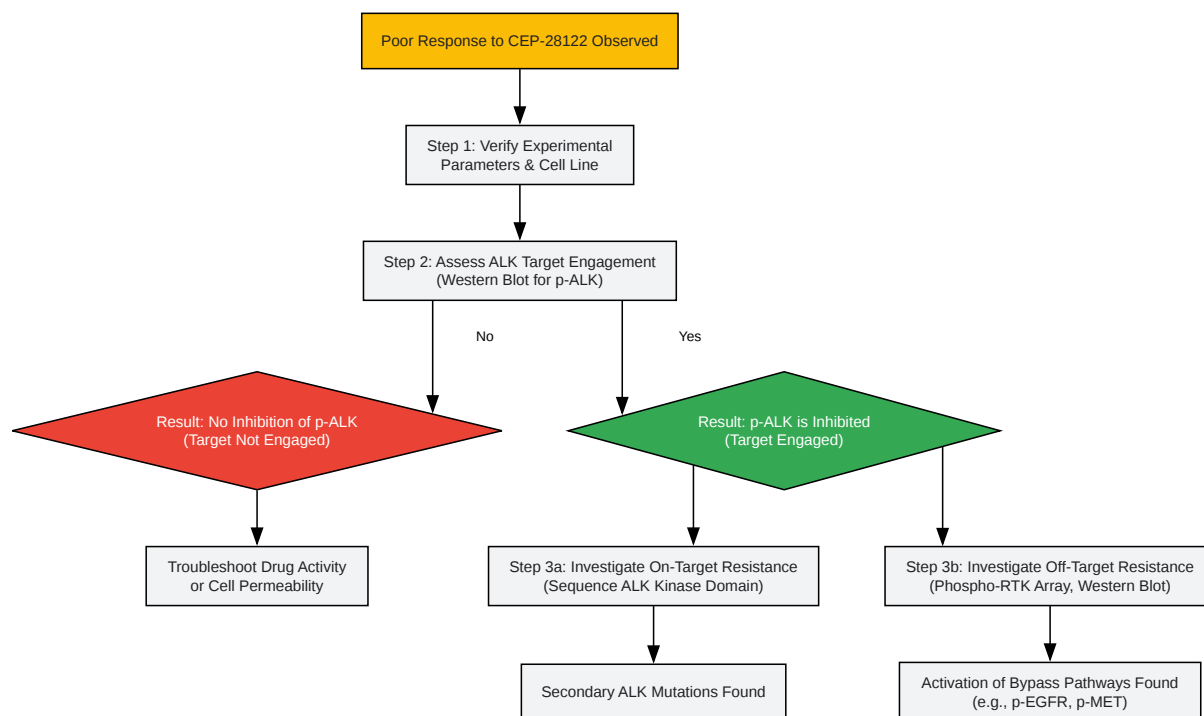 Poor Response to CEP-28122 Observed
Step 1: Verify Experimental
Parameters & Cell Line
Step 2: Assess ALK Target Engagement
(Western Blot for p-ALK)
No
Yes
Result: No Inhibition of p-ALK
(Target Not Engaged)
Result: p-ALK is Inhibited
(Target Engaged)
Troubleshoot Drug Activity
or Cell Permeability
Step 3a: Investigate On-Target Resistance
(Sequence ALK Kinase Domain)
Step 3b: Investigate Off-Target Resistance
(Phospho-RTK Array, Western Blot)
Secondary ALK Mutations Found
Activation of Bypass Pathways Found
(e.g., p-EGFR, p-MET)